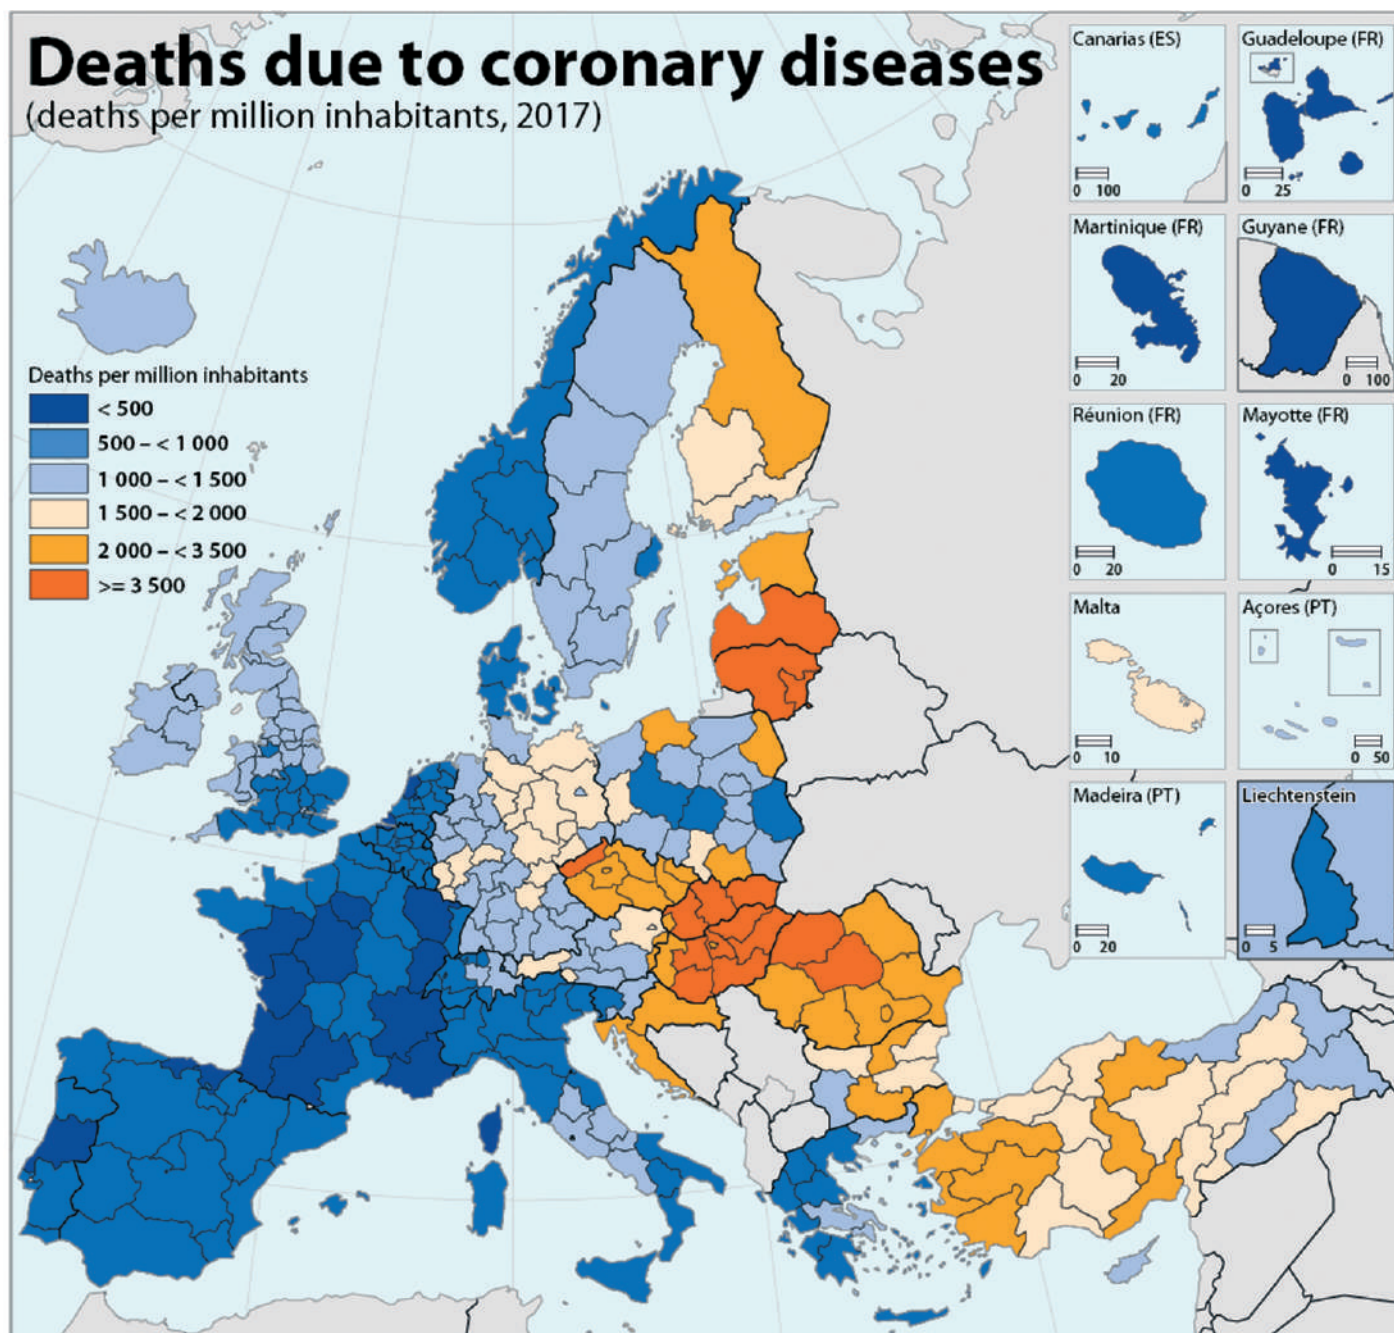 Deaths due to coronary diseases
(deaths per million inhabitants, 2017)
Deaths per million inhabitants
< 500
500 – < 1 000
1 000 – < 1 500
1 500 – < 2 000
2 000 – < 3 500
>= 3 500
Canarias (ES)
0 100
Guadeloupe (FR)
0 25
Martinique (FR)
0 20
Guyane (FR)
0 100
Réunion (FR)
0 20
Mayotte (FR)
0 15
Malta
0 10
Açores (PT)
0 50
Madeira (PT)
0 20
Liechtenstein
0 5